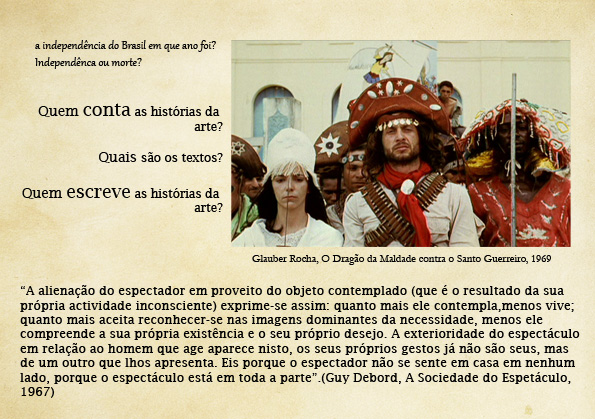 a independência do Brasil em que ano foi?
Independênca ou morte?
Quem conta as histórias da
arte?
Quais são os textos?
Quem escreve as histórias da
arte?
Glauber Rocha, O Dragão da Maldade contra o Santo Guerreiro, 1969
“A alienação do espectador em proveito do objeto contemplado (que é o resultado da sua
própria actividade inconsciente) exprime-se assim: quanto mais ele contempla,menos vive;
quanto mais aceita reconhecer-se nas imagens dominantes da necessidade, menos ele
compreende a sua própria existência e o seu próprio desejo. A exterioridade do espectáculo
em relação ao homem que age aparece nisto, os seus próprios gestos já não são seus, mas
de um outro que lhos apresenta. Eis porque o espectador não se sente em casa em nenhum
lado, porque o espectáculo está em toda a parte”.(Guy Debord, A Sociedade do Espetáculo,
1967)